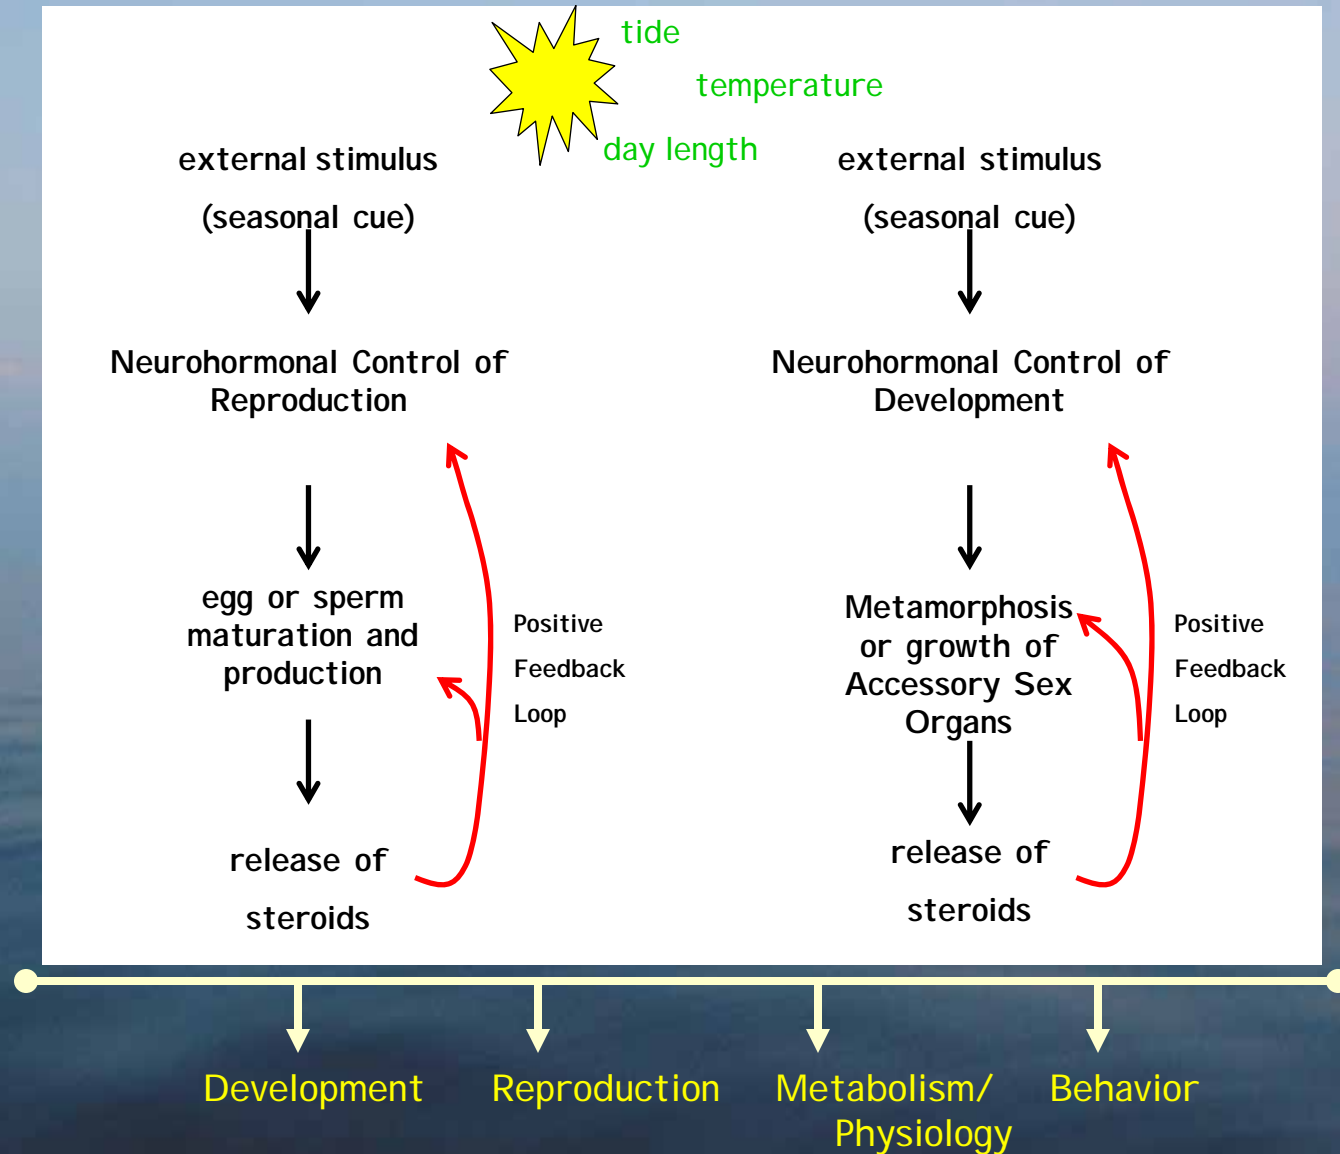 tide
temperature
day length
external stimulus
(seasonal cue)
Neurohormonal Control of
Reproduction
egg or sperm
maturation and
production
Positive
Feedback
Loop
release of
steroids
external stimulus
(seasonal cue)
Neurohormonal Control of
Development
Metamorphosis
or growth of
Accessory Sex
Organs
Positive
Feedback
Loop
release of
steroids
Development
Reproduction
Metabolism/
Physiology
Behavior